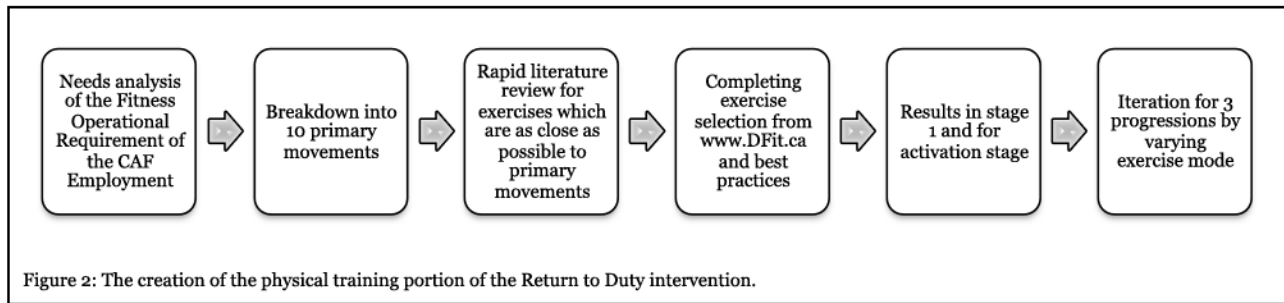 Needs analysis
of the Fitness
Operational
Requirement of
the CAF
Employment
Breakdown into
10 primary
movements
Rapid literature
review for
exercises which
are as close as
possible to
primary
movements
Completing
exercise
selection from
www.DFit.ca
and best
practices
Results in stage
1 and for
activation stage
Iteration for 3
progressions by
varying
exercise mode
Figure 2: The creation of the physical training portion of the Return to Duty intervention.